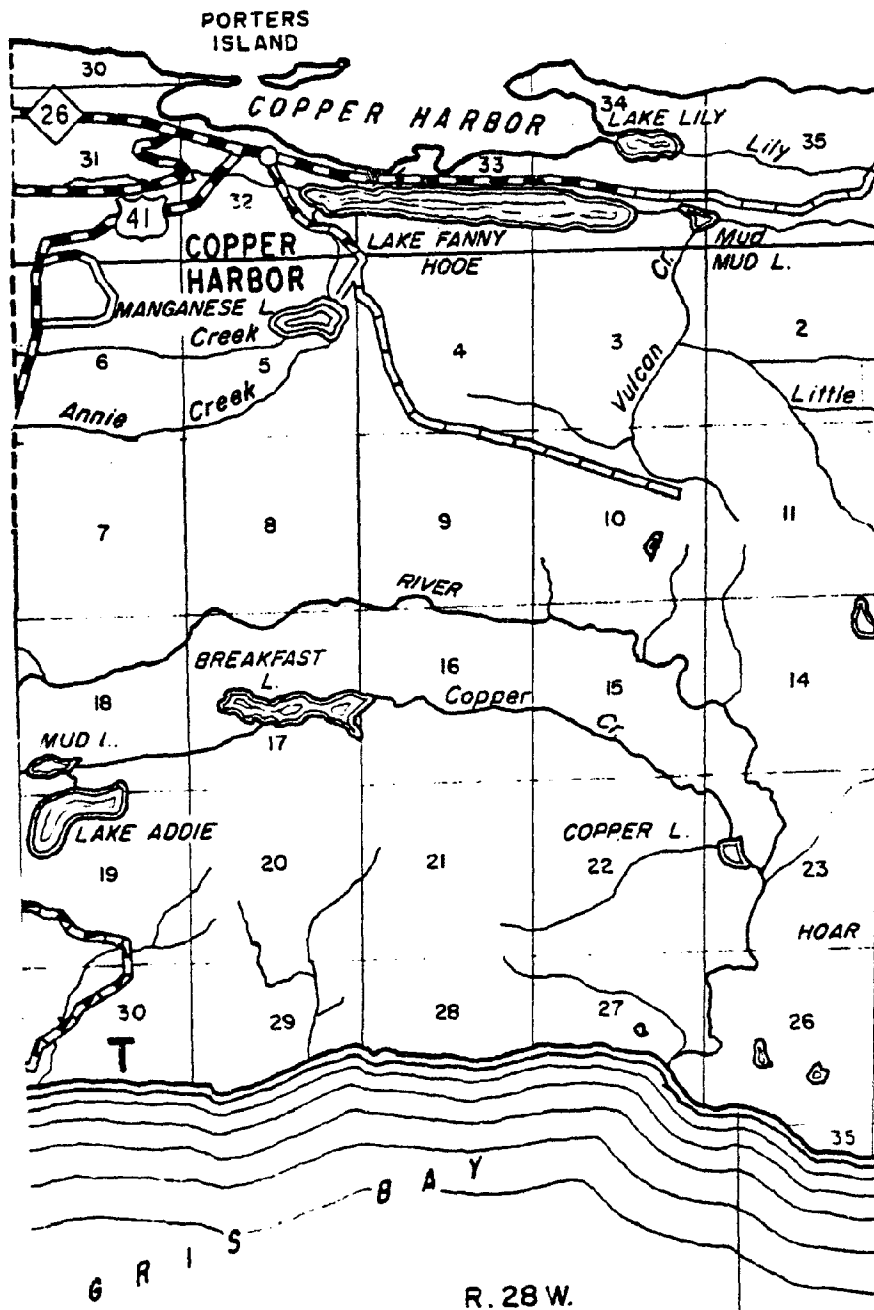 PORTERS
ISLAND
30
26
COPPER HARBOR
34
LAKE LILY
Lily
35
31
33
41
32
COPPER
HARBOR
LAKE FANNY
HOOE
Cr.
Mud
MUD L.
MANGANESE L.
Creek
6
5
4
3
2
Annie
Creek
Vulcan
Little
7
8
9
10
11
RIVER
BREAKFAST
L.
16
15
14
18
Copper
Cr.
17
MUD L.
LAKE ADDIE
COPPER L.
19
20
21
22
23
HOAR
30
29
28
27
26
T
35
GRIS BAY
R. 28 W.